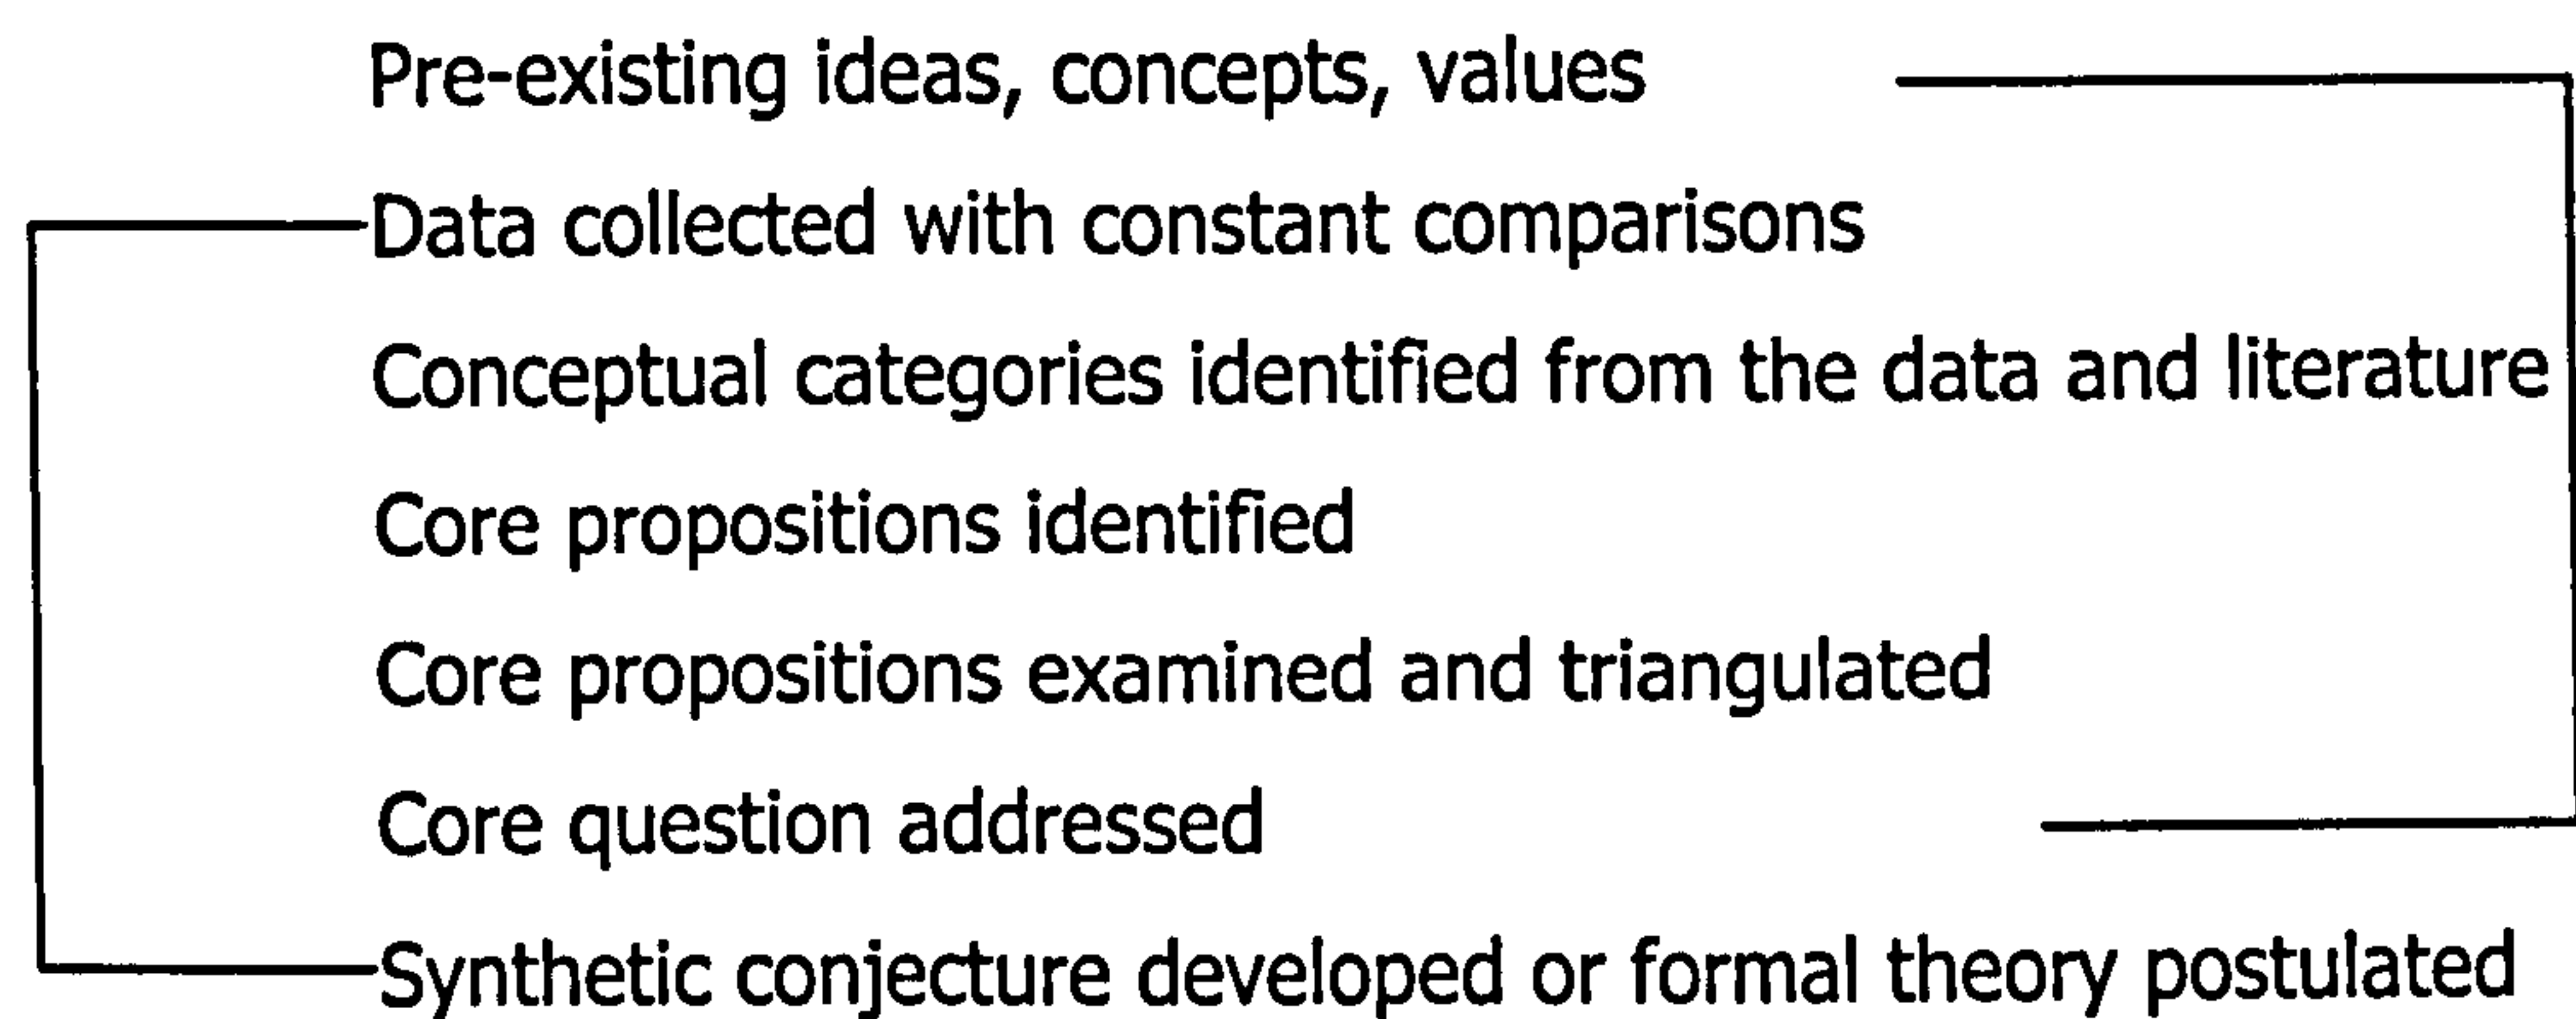 Pre-existing ideas, concepts, values
Data collected with constant comparisons
Conceptual categories identified from the data and literature
Core propositions identified
Core propositions examined and triangulated
Core question addressed
Synthetic conjecture developed or formal theory postulated